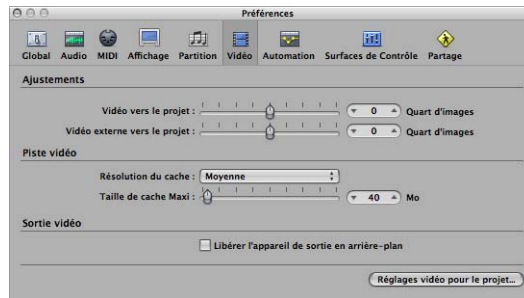 Préférences
Global Audio MIDI Affichage Partition Vidéo Automation Surfaces de Contrôle Partage
Ajustements
Vidéo vers le projet : 0 Quart d'images
Vidéo externe vers le projet : 0 Quart d'images
Piste vidéo
Résolution du cache : Moyenne
Taille de cache Maxi : 40 Mo
Sortie vidéo
Libérer l'appareil de sortie en arrière-plan
Réglages vidéo pour le projet...